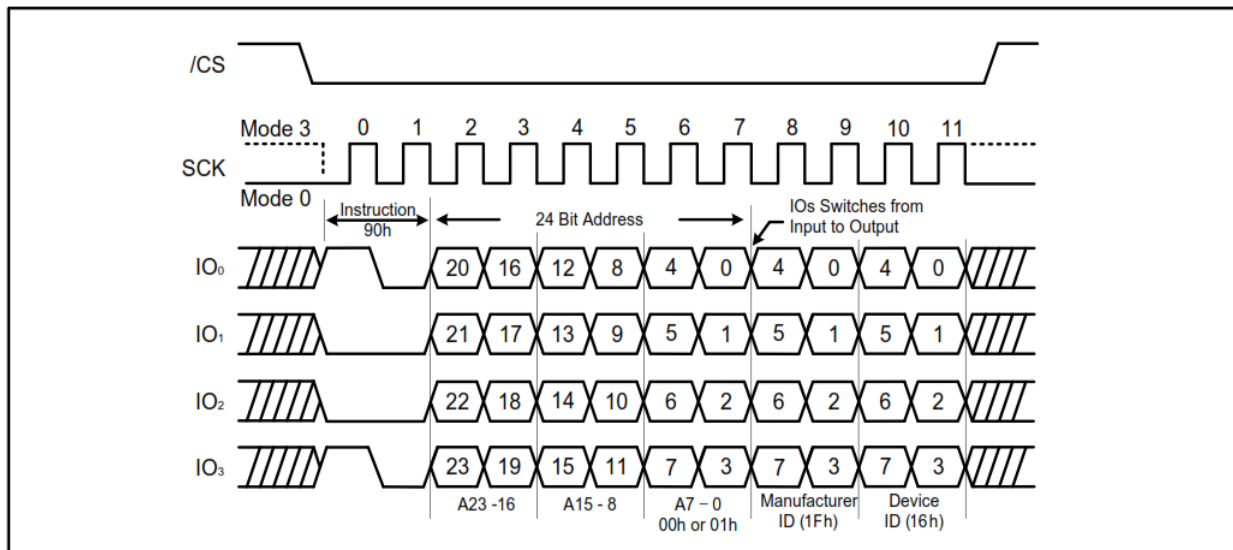 /CS
Mode 3 0 1 2 3 4 5 6 7 8 9 10 11
SCK
Mode 0
Instruction
90h
24 Bit Address
IOs Switches from
Input to Output
IO₀ 20 16 12 8 4 0 4 0 4 0
IO₁ 21 17 13 9 5 1 5 1 5 1
IO₂ 22 18 14 10 6 2 6 2 6 2
IO₃ 23 19 15 11 7 3 7 3 7 3
A23 -16 A15 - 8 A7 – 0 Manufacturer Device
00h or 01h ID (1Fh) ID (16h)